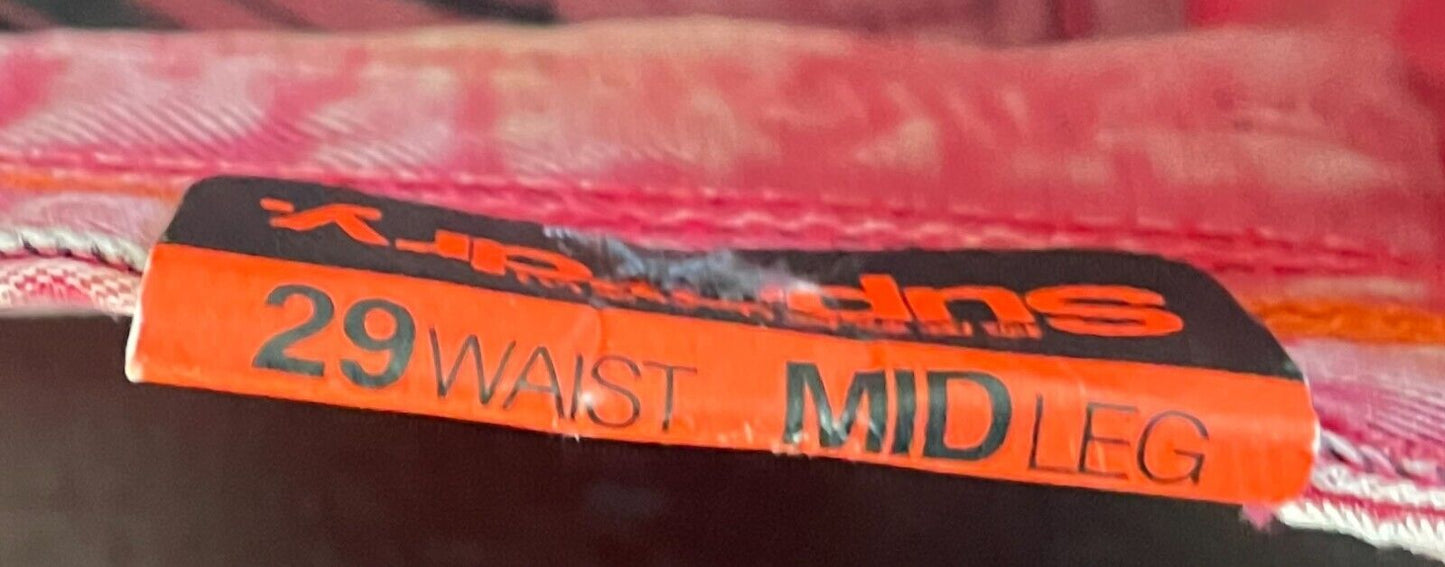 Superdry.
29 WAIST MID LEG